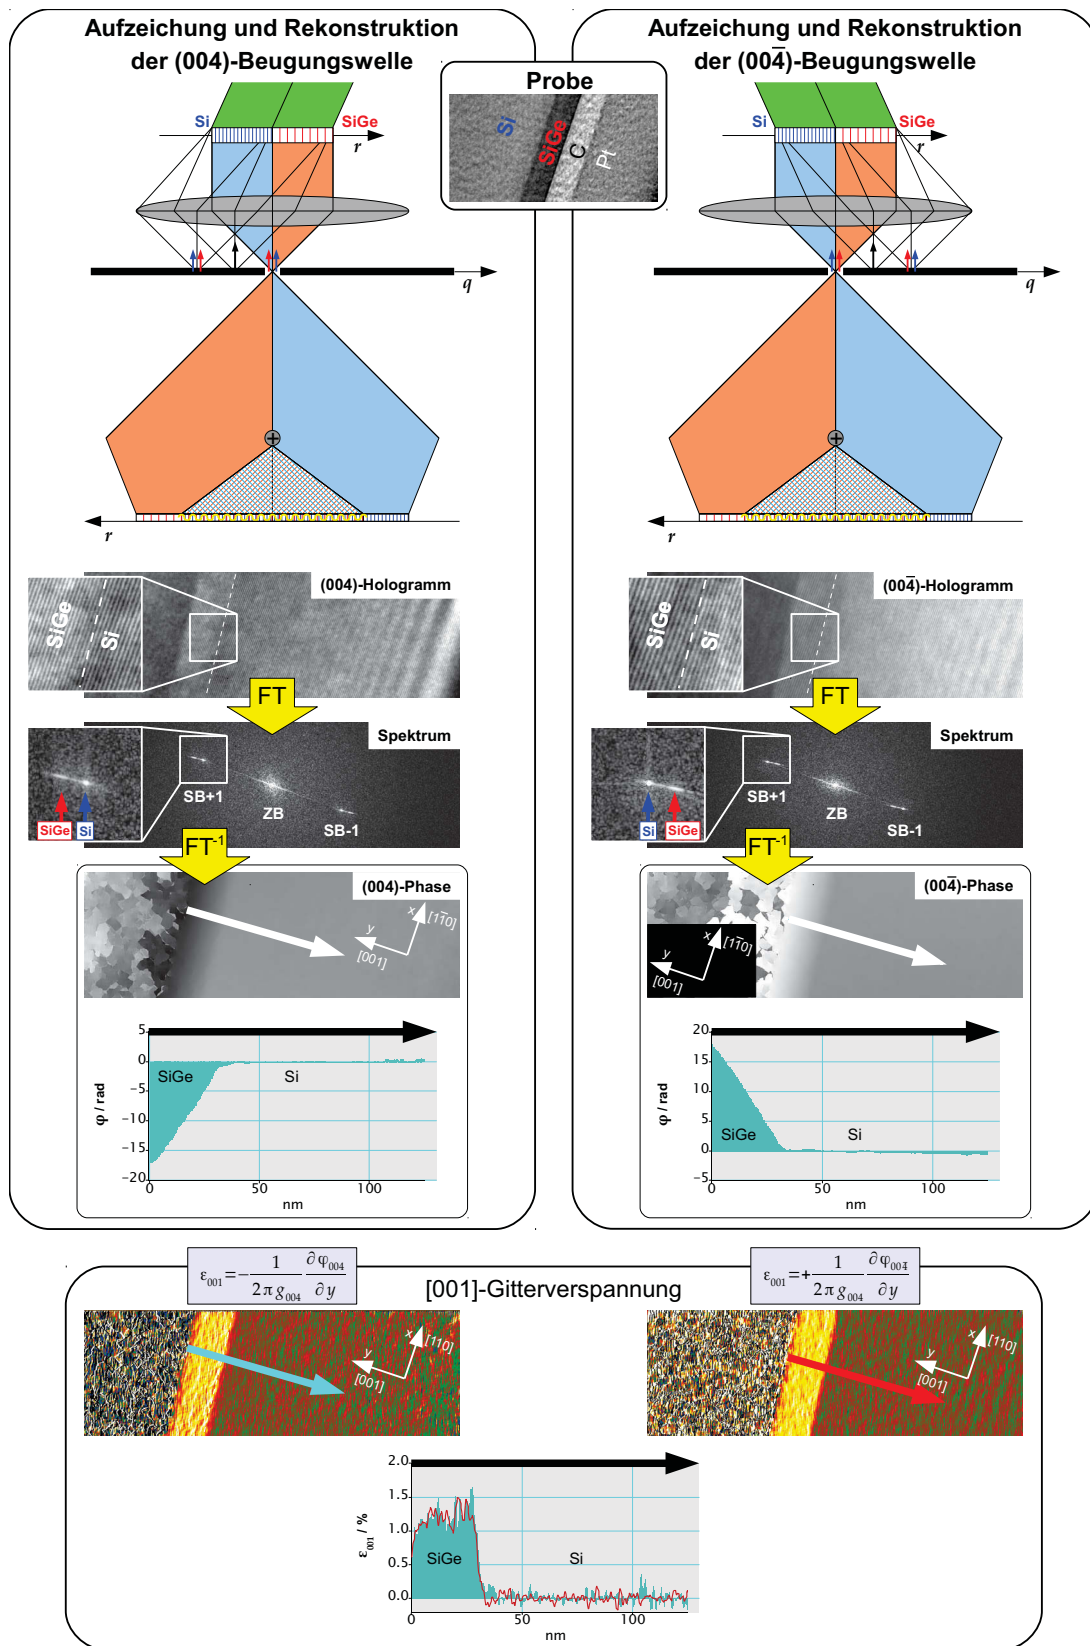 Aufzeichung und Rekonstruktion
der (004)-Beugungswelle
Si
SiGe
r
q
r
Probe
Si
SiGe
C
Pt
Aufzeichung und Rekonstruktion
der (004̄)-Beugungswelle
Si
SiGe
r
q
r
(004)-Hologramm
SiGe
Si
FT
Spektrum
SB+1
ZB
SB-1
SiGe
Si
FT⁻¹
(004)-Phase
x
[11̄0]
y
[001]
5
0
−5
−10
−15
−20
φ / rad
SiGe
Si
0
50
100
nm
(004̄)-Hologramm
SiGe
Si
FT
Spektrum
SB+1
ZB
SB-1
Si
SiGe
FT⁻¹
(004̄)-Phase
x
[11̄0]
y
[001]
20
15
10
5
0
−5
φ / rad
SiGe
Si
0
50
100
nm
ε₀₀₁ = − 1/(2π g₀₀₄) ∂φ₀₀₄/∂y
[001]-Gitterverspannung
ε₀₀₁ = + 1/(2π g₀₀₄) ∂φ₀₀₄̄/∂y
x
[110]
y
[001]
x
[110]
y
[001]
2.0
1.5
1.0
0.5
0.0
ε₀₀₁ / %
SiGe
Si
0
50
100
nm